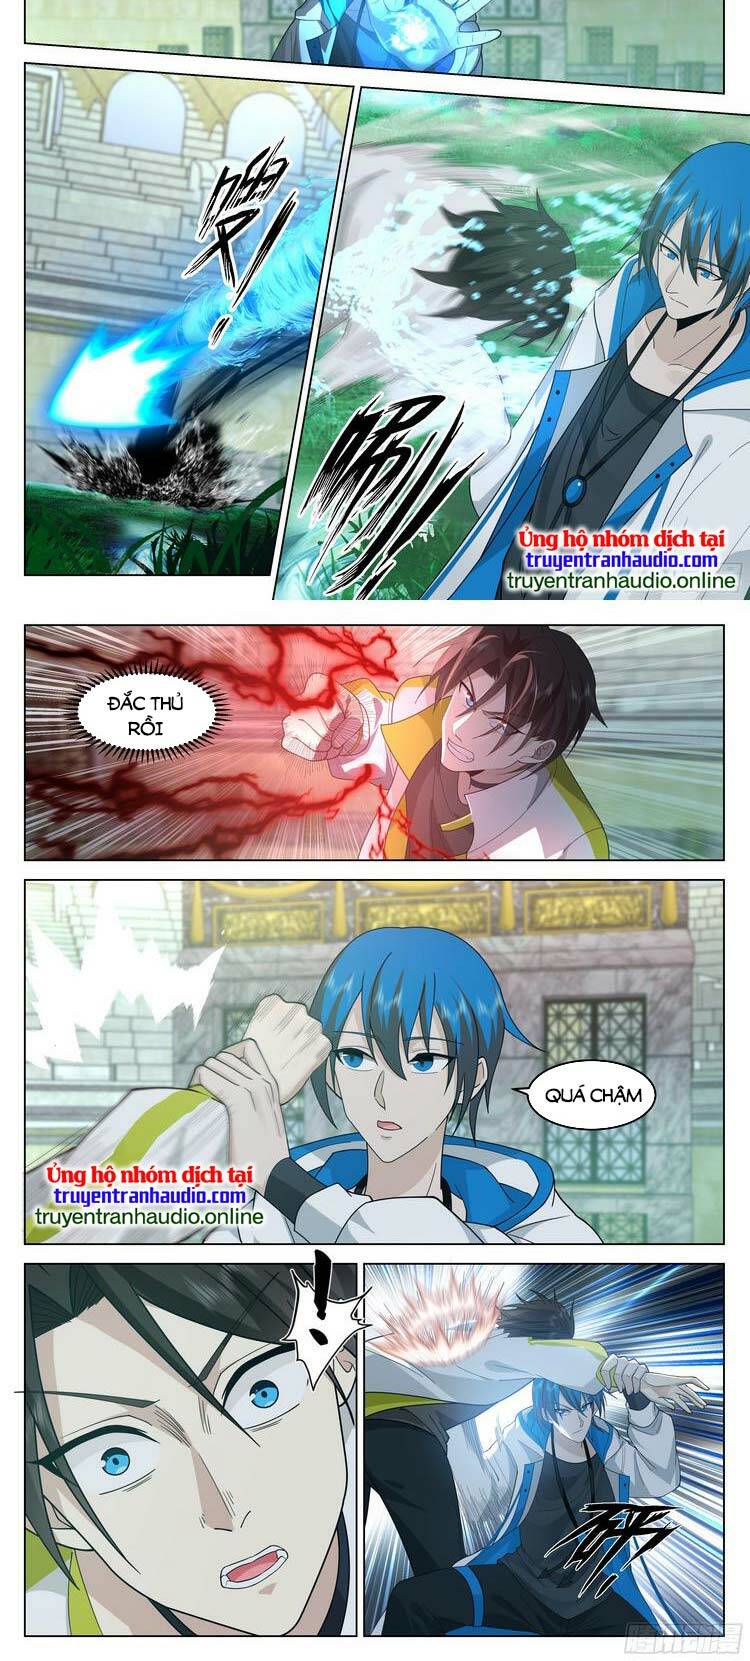 Ủng hộ nhóm dịch tại
truyentranhaudio.com
truyentranhaudio.online
ĐẮC THỦ
RỒI
QUÁ CHẬM
Ủng hộ nhóm dịch tại
truyentranhaudio.com
truyentranhaudio.online
!